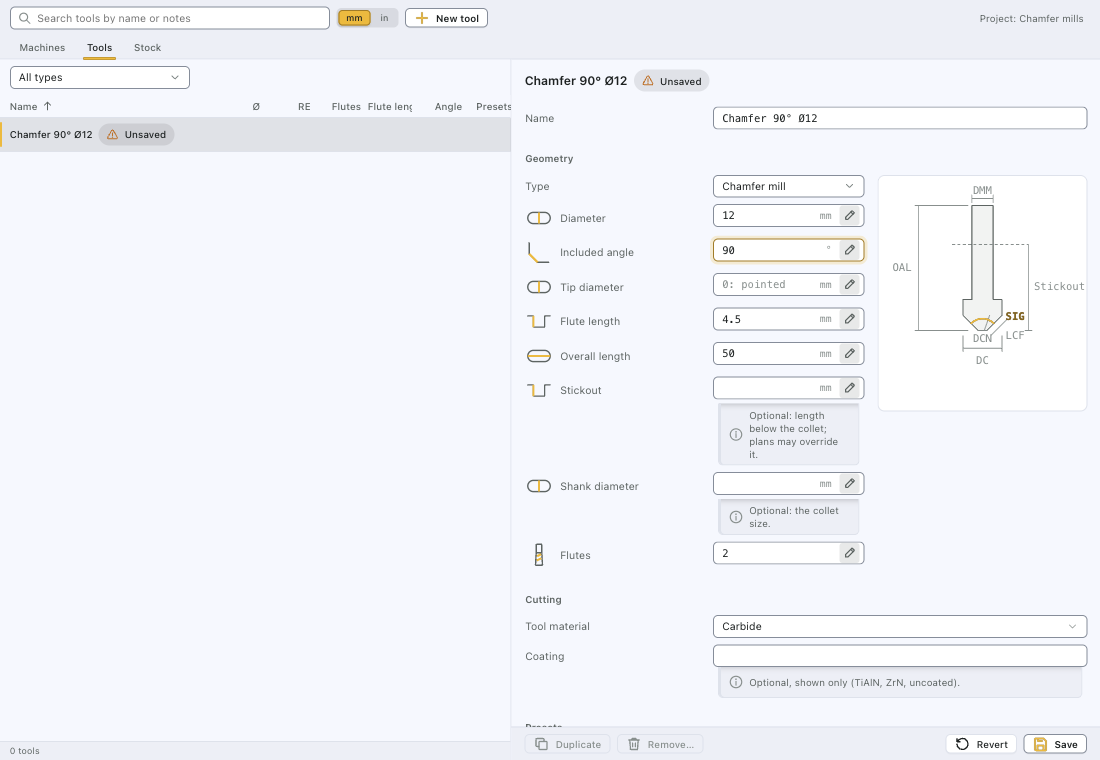 Search tools by name or notes
mm
in
New tool
Project: Chamfer mills
Machines
Tools
Stock
All types
Name
Ø
RE
Flutes
Flute
Angle
Presets
Chamfer 90° Ø12
Unsaved
0 tools
Chamfer 90° Ø12
Unsaved
Name
Chamfer 90° Ø12
Geometry
Type
Chamfer mill
Diameter
12
mm
Included angle
90
°
Tip diameter
0: pointed
mm
Flute length
4.5
mm
Overall length
50
mm
Stickout
mm
Optional: length
below the collet;
plans may override
it.
Shank diameter
mm
Optional: the collet
size.
Flutes
2
DMM
OAL
Stickout
SIG
DCN
LCF
DC
Cutting
Tool material
Carbide
Coating
Optional, shown only (TiAlN, ZrN, uncoated).
Duplicate
Remove...
Revert
Save